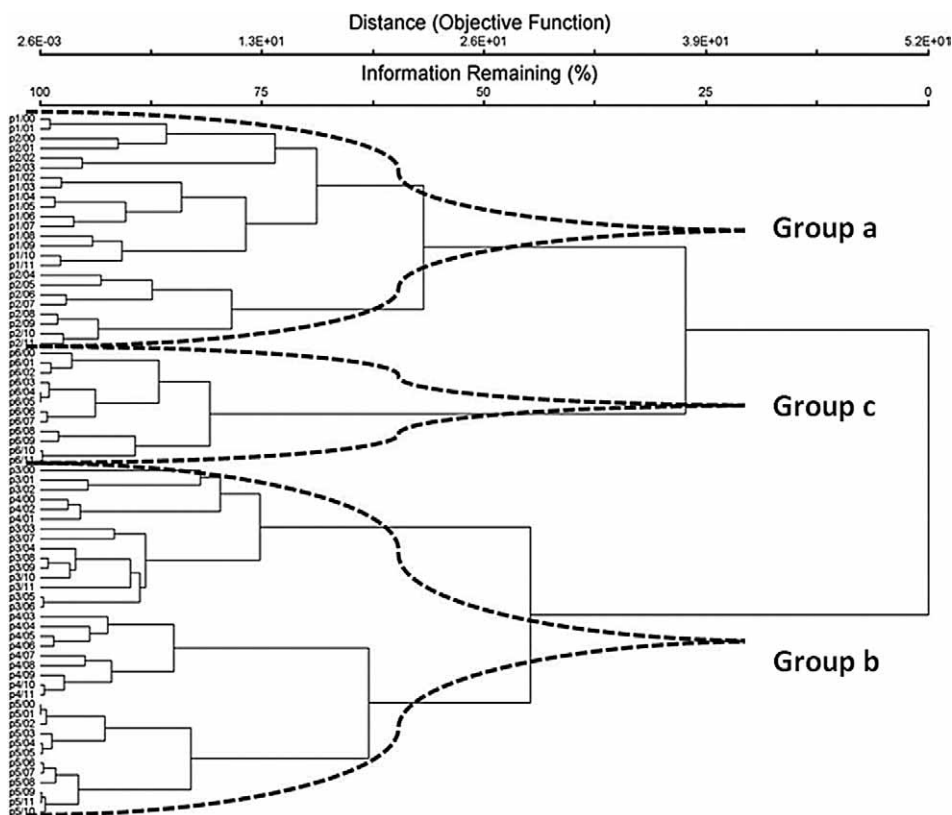 Distance (Objective Function)
2.6E-03 1.3E+01 2.6E+01 3.9E+01 5.2E+01
Information Remaining (%)
100 75 50 25 0
p1/00
p1/01
p2/00
p2/01
p2/02
p2/03
p1/02
p1/03
p1/04
p1/05
p1/06
p1/07
p1/08
p1/09
p1/10
p1/11
Group a
p2/04
p2/05
p2/06
p2/07
p2/08
p2/09
p2/10
p2/11
p6/00
p6/01
p6/02
p6/03
p6/04
p6/05
p6/06
p6/07
Group c
p6/08
p6/09
p6/10
p6/11
p3/00
p3/01
p3/02
p4/00
p4/02
p4/01
p3/03
p3/07
p3/04
p3/08
p3/09
p3/10
p3/11
p3/05
p3/06
p4/03
p4/04
p4/05
p4/06
p4/07
p4/08
Group b
p4/09
p4/10
p4/11
p5/00
p5/01
p5/02
p5/03
p5/04
p5/05
p5/06
p5/07
p5/08
p5/09
p5/11
p5/10